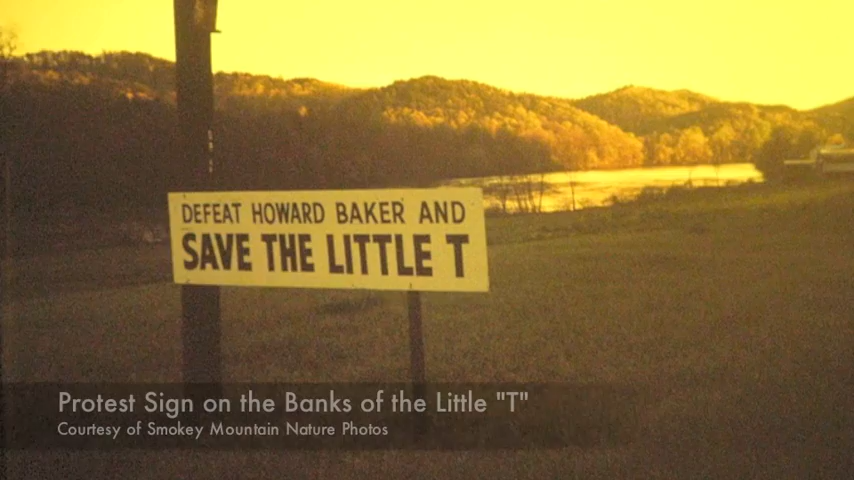 DEFEAT HOWARD BAKER AND
SAVE THE LITTLE T
Protest Sign on the Banks of the Little "T"
Courtesy of Smokey Mountain Nature Photos